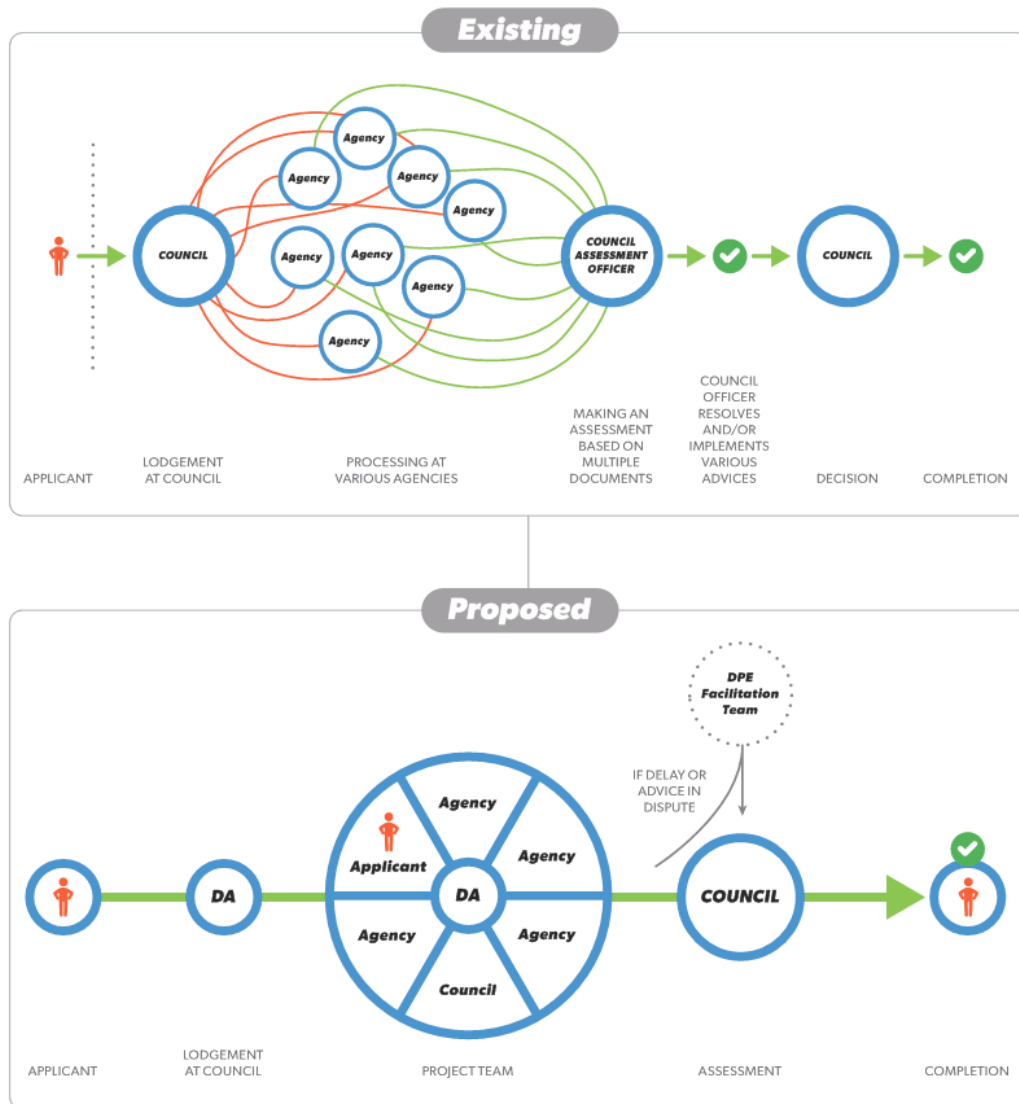 Existing
Agency
Agency
Agency
Agency
COUNCIL
Agency
Agency
Agency
Agency
COUNCIL
ASSESSMENT
OFFICER
COUNCIL
APPLICANT
LODGEMENT
AT COUNCIL
PROCESSING AT
VARIOUS AGENCIES
MAKING AN
ASSESSMENT
BASED ON
MULTIPLE
DOCUMENTS
COUNCIL
OFFICER
RESOLVES
AND/OR
IMPLEMENTS
VARIOUS
ADVICES
DECISION
COMPLETION
Proposed
DPE
Facilitation
Team
IF DELAY OR
ADVICE IN
DISPUTE
DA
Agency
Applicant
Agency
DA
Agency
Agency
Council
COUNCIL
APPLICANT
LODGEMENT
AT COUNCIL
PROJECT TEAM
ASSESSMENT
COMPLETION